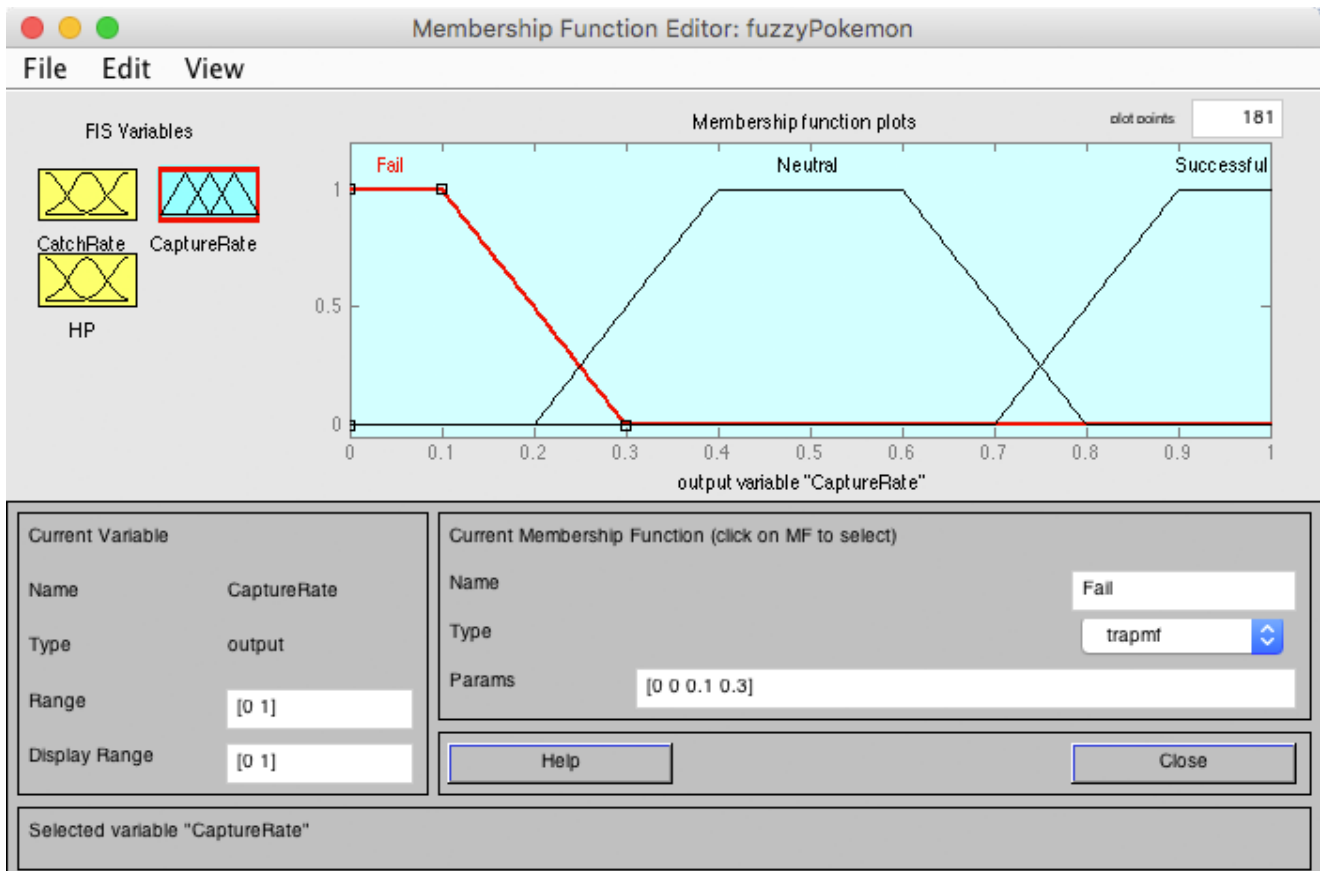 Membership Function Editor: fuzzyPokemon
File Edit View
FIS Variables
CatchRate
CaptureRate
HP
Membership function plots
plot points
181
Fail
Neutral
Successful
1
0.5
0
0 0.1 0.2 0.3 0.4 0.5 0.6 0.7 0.8 0.9 1
output variable "CaptureRate"
Current Variable
Name CaptureRate
Type output
Range [0 1]
Display Range [0 1]
Current Membership Function (click on MF to select)
Name Fail
Type trapmf
Params [0 0 0.1 0.3]
Help
Close
Selected variable "CaptureRate"